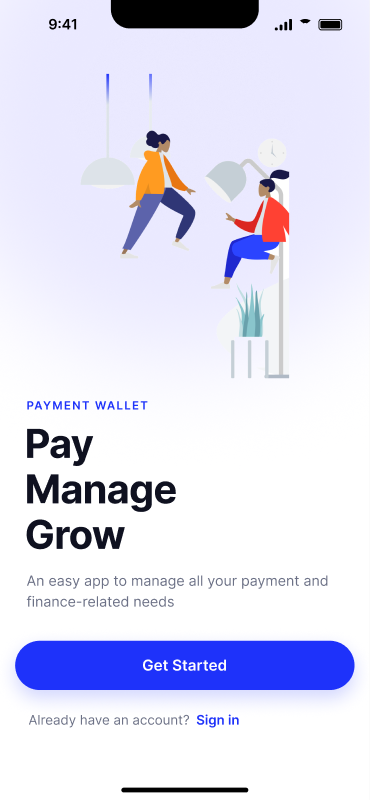 9:41
PAYMENT WALLET
Pay
Manage
Grow
An easy app to manage all your payment and
finance-related needs
Get Started
Already have an account? Sign in